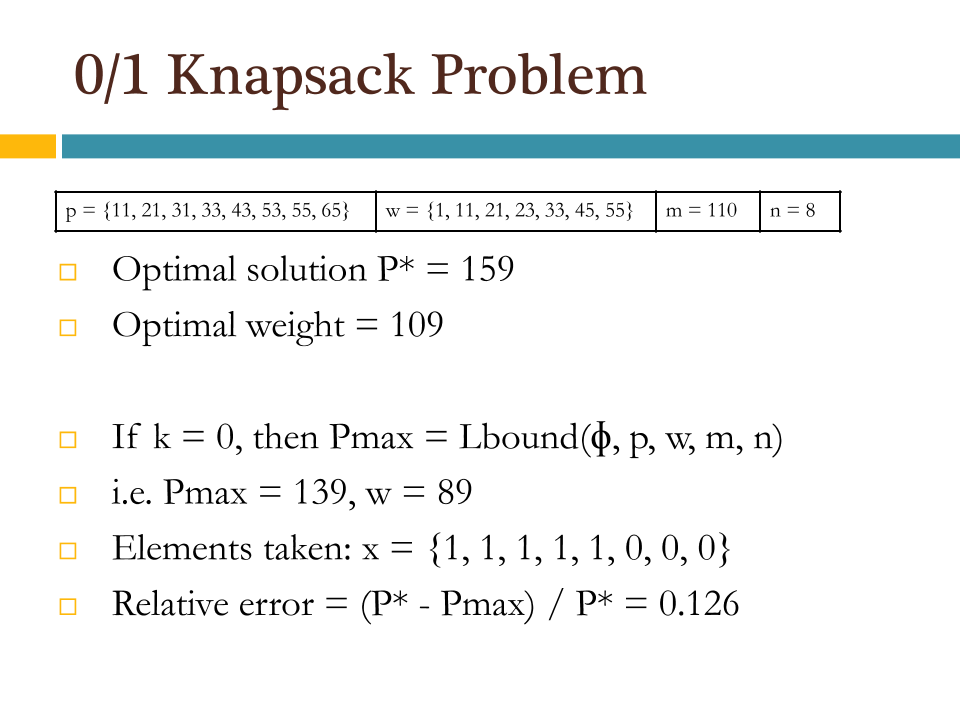 0/1 Knapsack Problem
p = {11, 21, 31, 33, 43, 53, 55, 65} w = {1, 11, 21, 23, 33, 45, 55} m = 110 n = 8
Optimal solution P* = 159
Optimal weight = 109
If k = 0, then Pmax = Lbound(ϕ, p, w, m, n)
i.e. Pmax = 139, w = 89
Elements taken: x = {1, 1, 1, 1, 1, 0, 0, 0}
Relative error = (P* - Pmax) / P* = 0.126